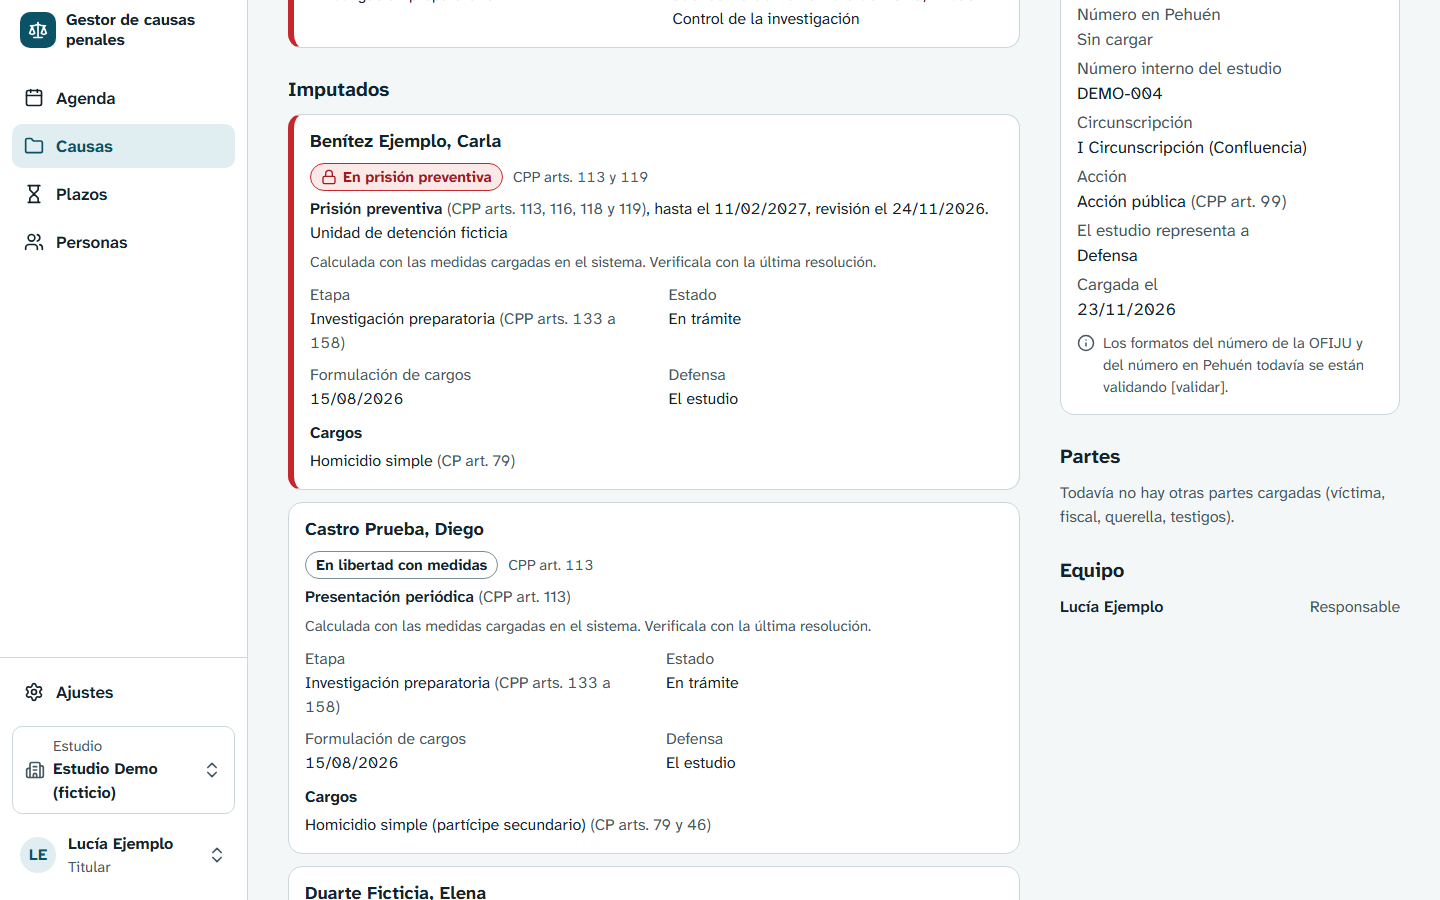 Gestor de causas
penales
Agenda
Causas
Plazos
Personas
Ajustes
Estudio
Estudio Demo
(ficticio)
LE
Lucía Ejemplo
Titular
Control de la investigación
Imputados
Benítez Ejemplo, Carla
En prisión preventiva CPP arts. 113 y 119
Prisión preventiva (CPP arts. 113, 116, 118 y 119), hasta el 11/02/2027, revisión el 24/11/2026.
Unidad de detención ficticia
Calculada con las medidas cargadas en el sistema. Verificala con la última resolución.
Etapa
Investigación preparatoria (CPP arts. 133 a
158)
Estado
En trámite
Formulación de cargos
15/08/2026
Defensa
El estudio
Cargos
Homicidio simple (CP art. 79)
Castro Prueba, Diego
En libertad con medidas CPP art. 113
Presentación periódica (CPP art. 113)
Calculada con las medidas cargadas en el sistema. Verificala con la última resolución.
Etapa
Investigación preparatoria (CPP arts. 133 a
158)
Estado
En trámite
Formulación de cargos
15/08/2026
Defensa
El estudio
Cargos
Homicidio simple (partícipe secundario) (CP arts. 79 y 46)
Duarte Ficticia, Elena
Número en Pehuén
Sin cargar
Número interno del estudio
DEMO-004
Circunscripción
I Circunscripción (Confluencia)
Acción
Acción pública (CPP art. 99)
El estudio representa a
Defensa
Cargada el
23/11/2026
Los formatos del número de la OFIJU y
del número en Pehuén todavía se están
validando [validar].
Partes
Todavía no hay otras partes cargadas (víctima,
fiscal, querella, testigos).
Equipo
Lucía Ejemplo Responsable